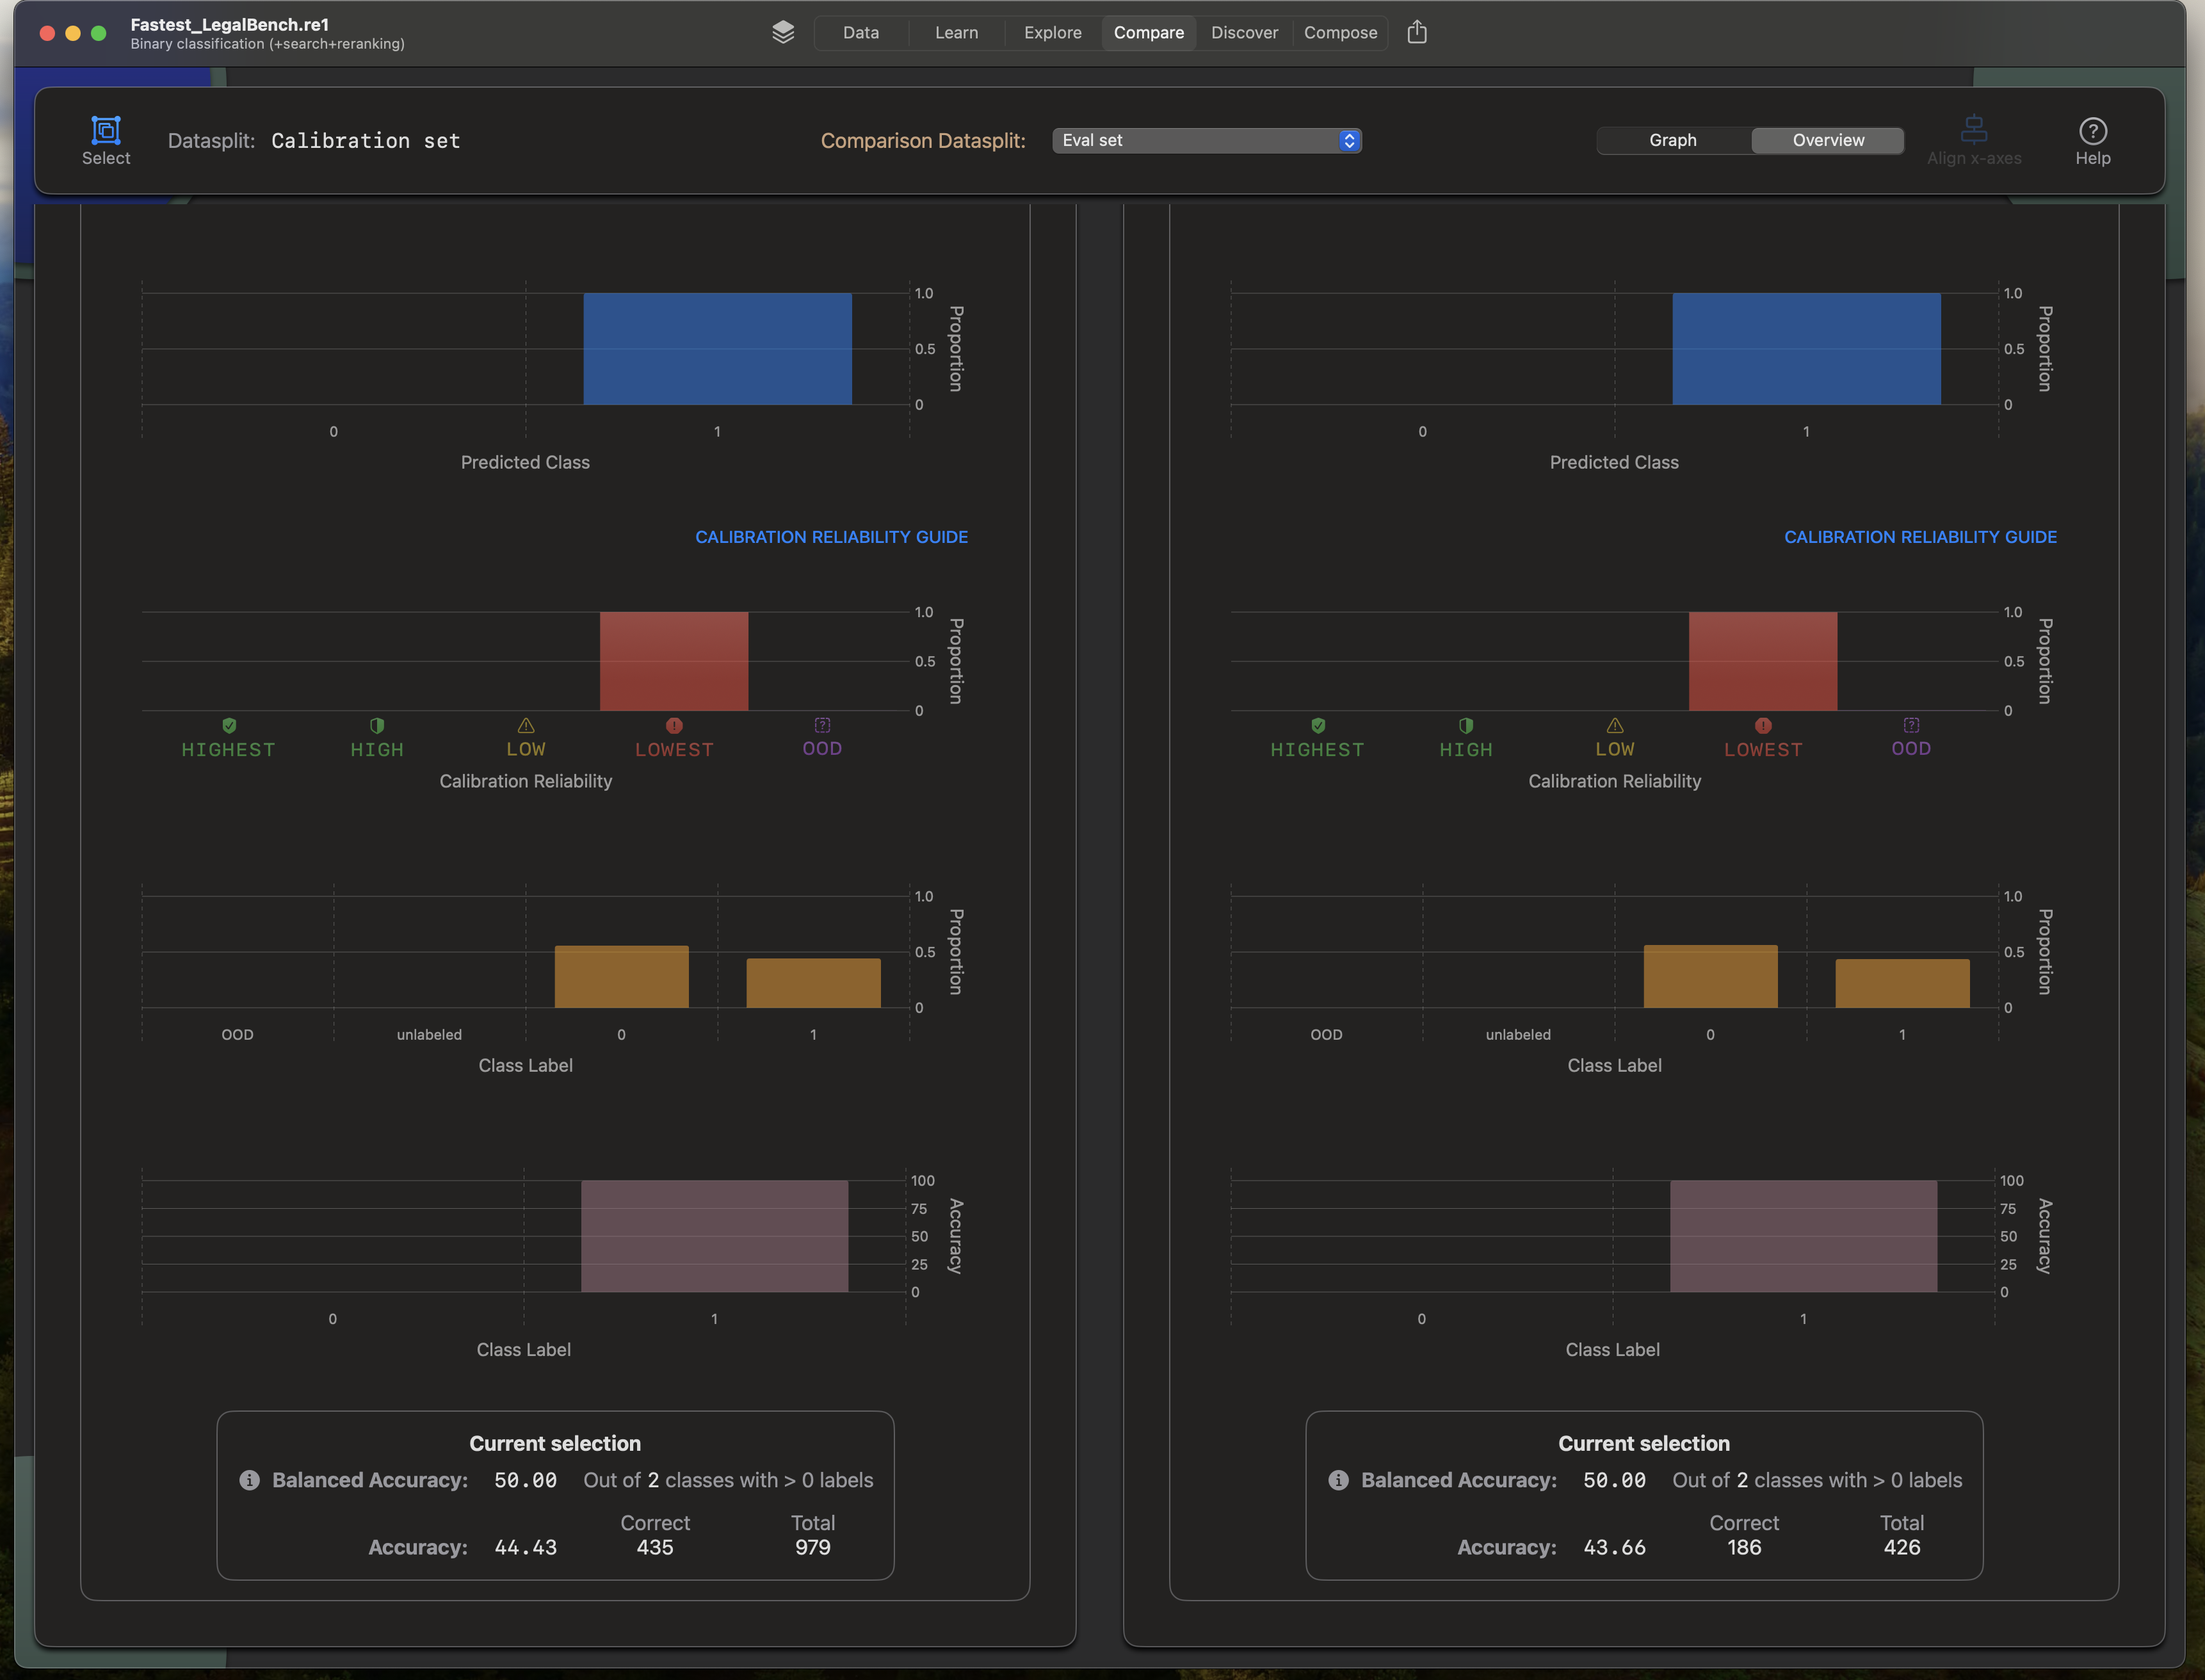 Fastest_LegalBench.re1
Binary classification (+search+reranking)
Data
Learn
Explore
Compare
Discover
Compose
Select
Datasplit: Calibration set
Comparison Datasplit: Eval set
Graph
Overview
Align x-axes
Help
1.0
0.5
0
Proportion
0 1
Predicted Class
CALIBRATION RELIABILITY GUIDE
1.0
0.5
0
Proportion
HIGHEST HIGH LOW LOWEST OOD
Calibration Reliability
1.0
0.5
0
Proportion
OOD unlabeled 0 1
Class Label
100
75
50
25
0
Accuracy
0 1
Class Label
Current selection
Balanced Accuracy: 50.00 Out of 2 classes with > 0 labels
Correct Total
Accuracy: 44.43 435 979
1.0
0.5
0
Proportion
0 1
Predicted Class
CALIBRATION RELIABILITY GUIDE
1.0
0.5
0
Proportion
HIGHEST HIGH LOW LOWEST OOD
Calibration Reliability
1.0
0.5
0
Proportion
OOD unlabeled 0 1
Class Label
100
75
50
25
0
Accuracy
0 1
Class Label
Current selection
Balanced Accuracy: 50.00 Out of 2 classes with > 0 labels
Correct Total
Accuracy: 43.66 186 426